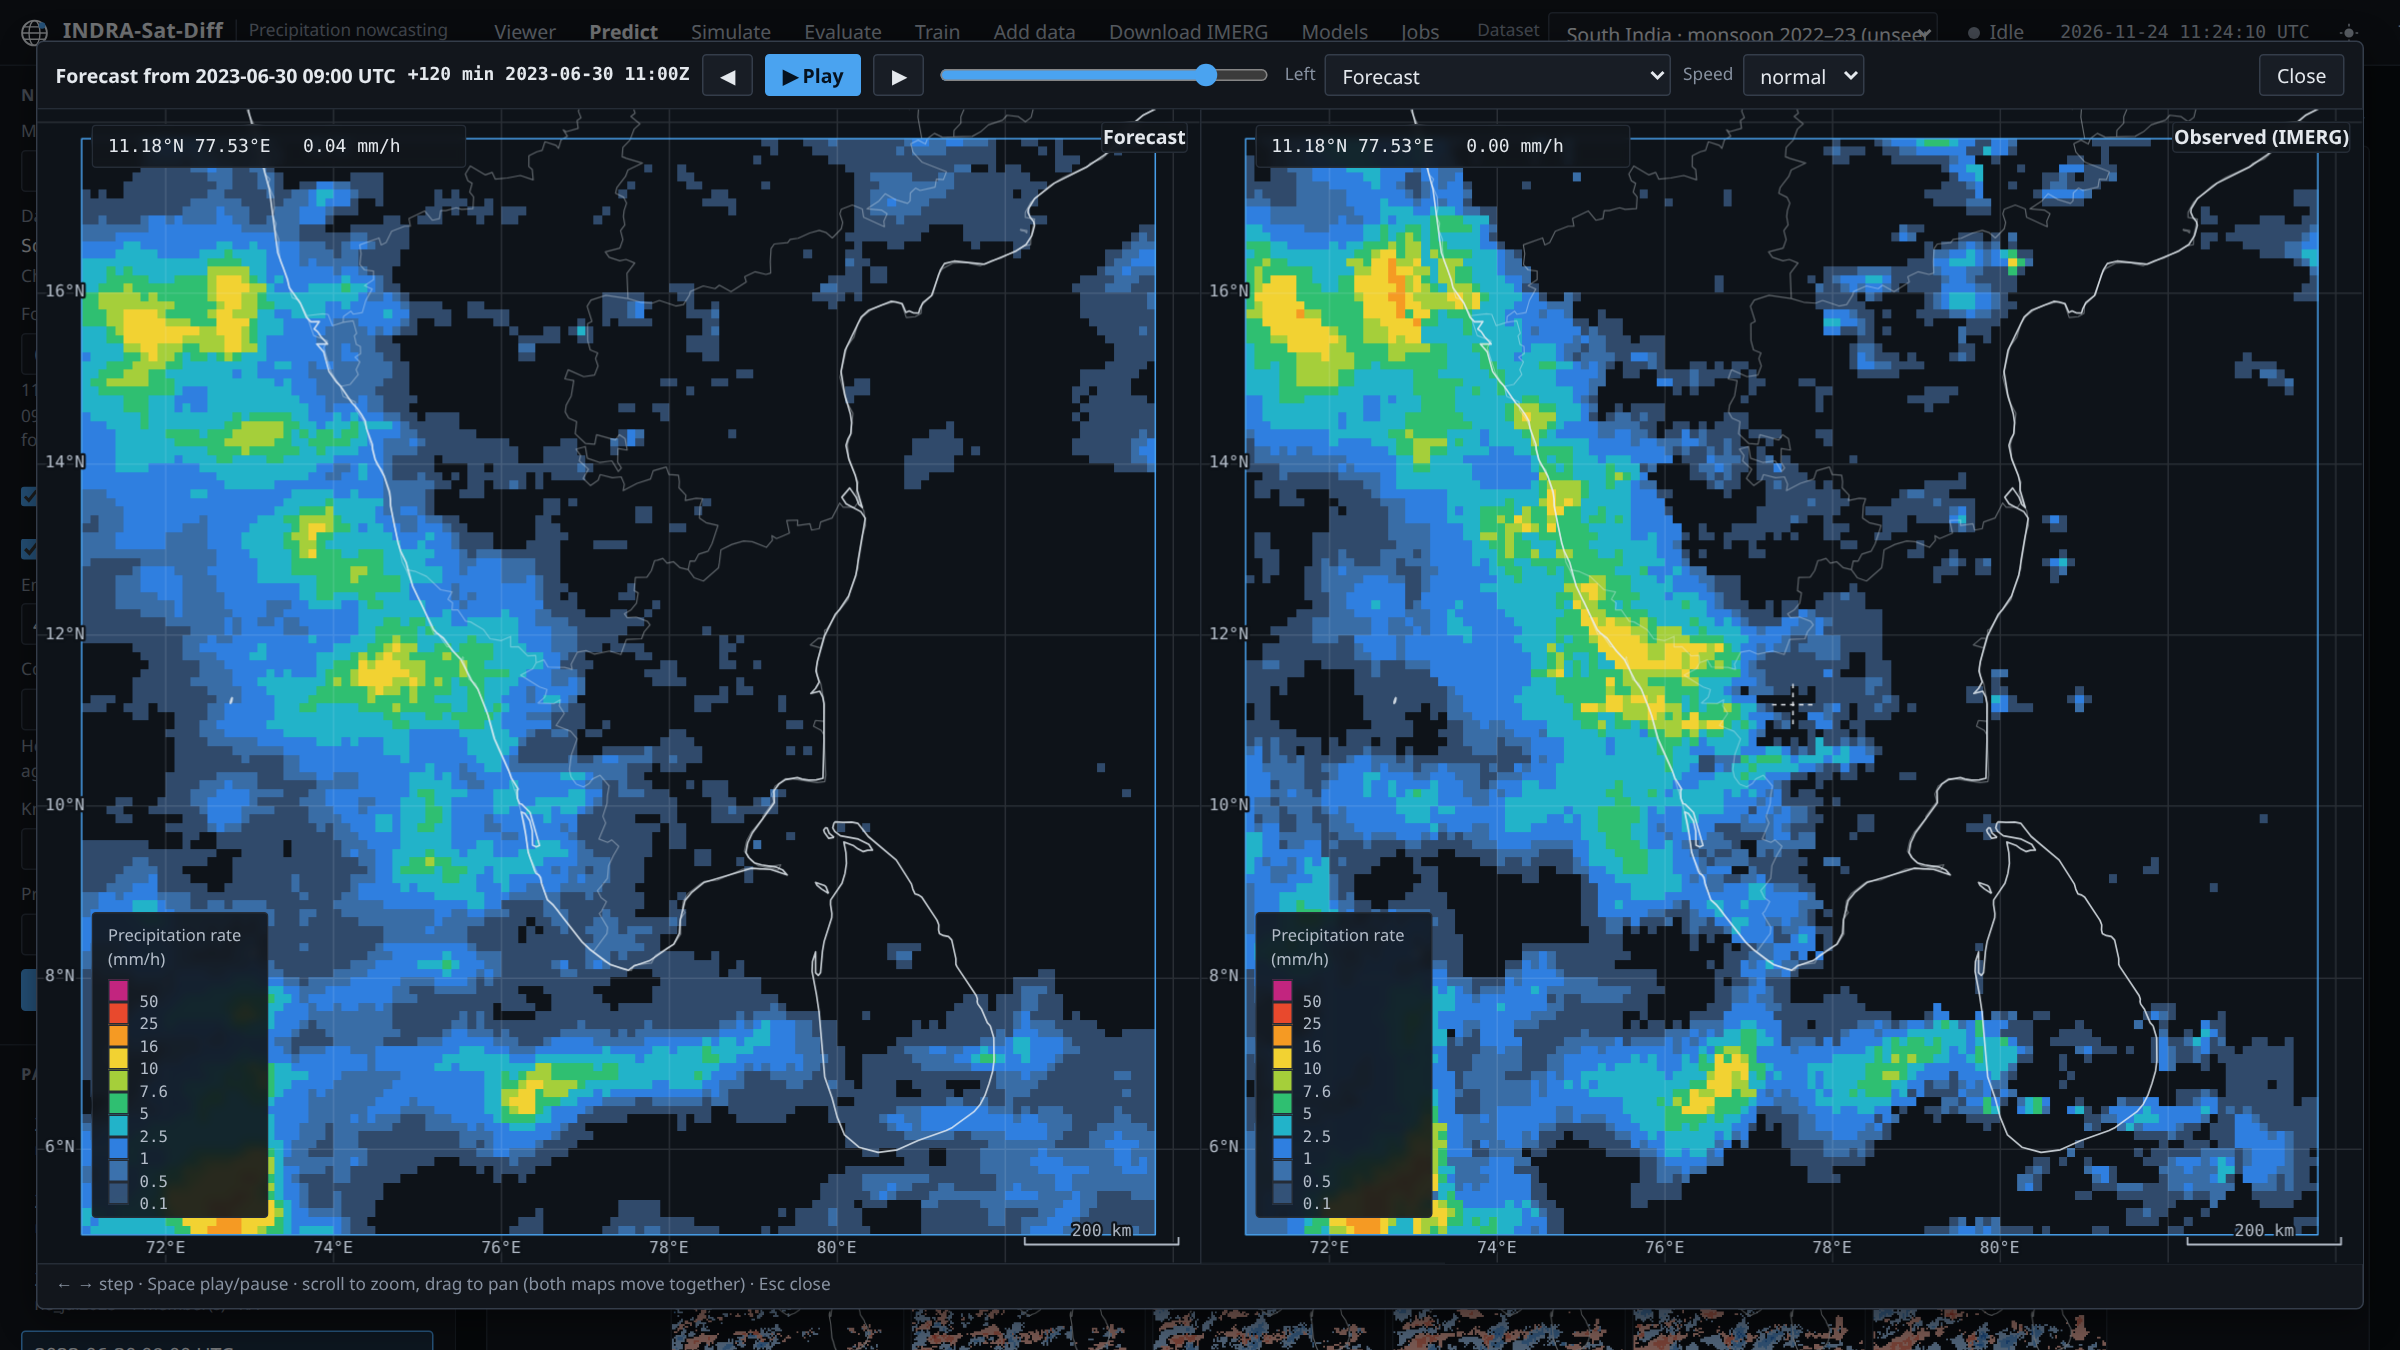 INDRA-Sat-Diff Precipitation nowcasting Viewer Predict Simulate Evaluate Train Add data Download IMERG Models Jobs Dataset South India · monsoon 2022–23 (unseen Idle 2026-11-24 11:24:10 UTC
Forecast from 2023-06-30 09:00 UTC +120 min 2023-06-30 11:00Z ◀ ▶ Play ▶ Left Forecast Speed normal Close
11.18°N 77.53°E 0.04 mm/h
Forecast
16°N
14°N
12°N
10°N
8°N
6°N
Precipitation rate
(mm/h)
50
25
16
10
7.6
5
2.5
1
0.5
0.1
72°E 74°E 76°E 78°E 80°E
200 km
11.18°N 77.53°E 0.00 mm/h
Observed (IMERG)
16°N
14°N
12°N
10°N
8°N
6°N
Precipitation rate
(mm/h)
50
25
16
10
7.6
5
2.5
1
0.5
0.1
72°E 74°E 76°E 78°E 80°E
200 km
← → step · Space play/pause · scroll to zoom, drag to pan (both maps move together) · Esc close